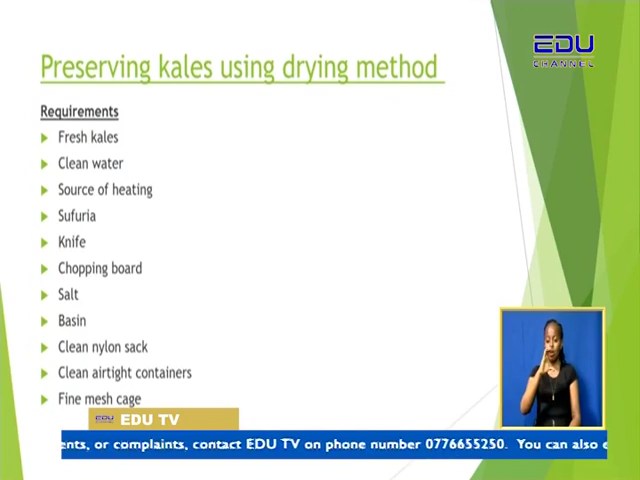 EDU
CHANNEL
Preserving kales using drying method
Requirements
Fresh kales
Clean water
Source of heating
Sufuria
Knife
Chopping board
Salt
Basin
Clean nylon sack
Clean airtight containers
Fine mesh cage
EDU EDU TV
ents, or complaints, contact EDU TV on phone number 0776655250. You can also e